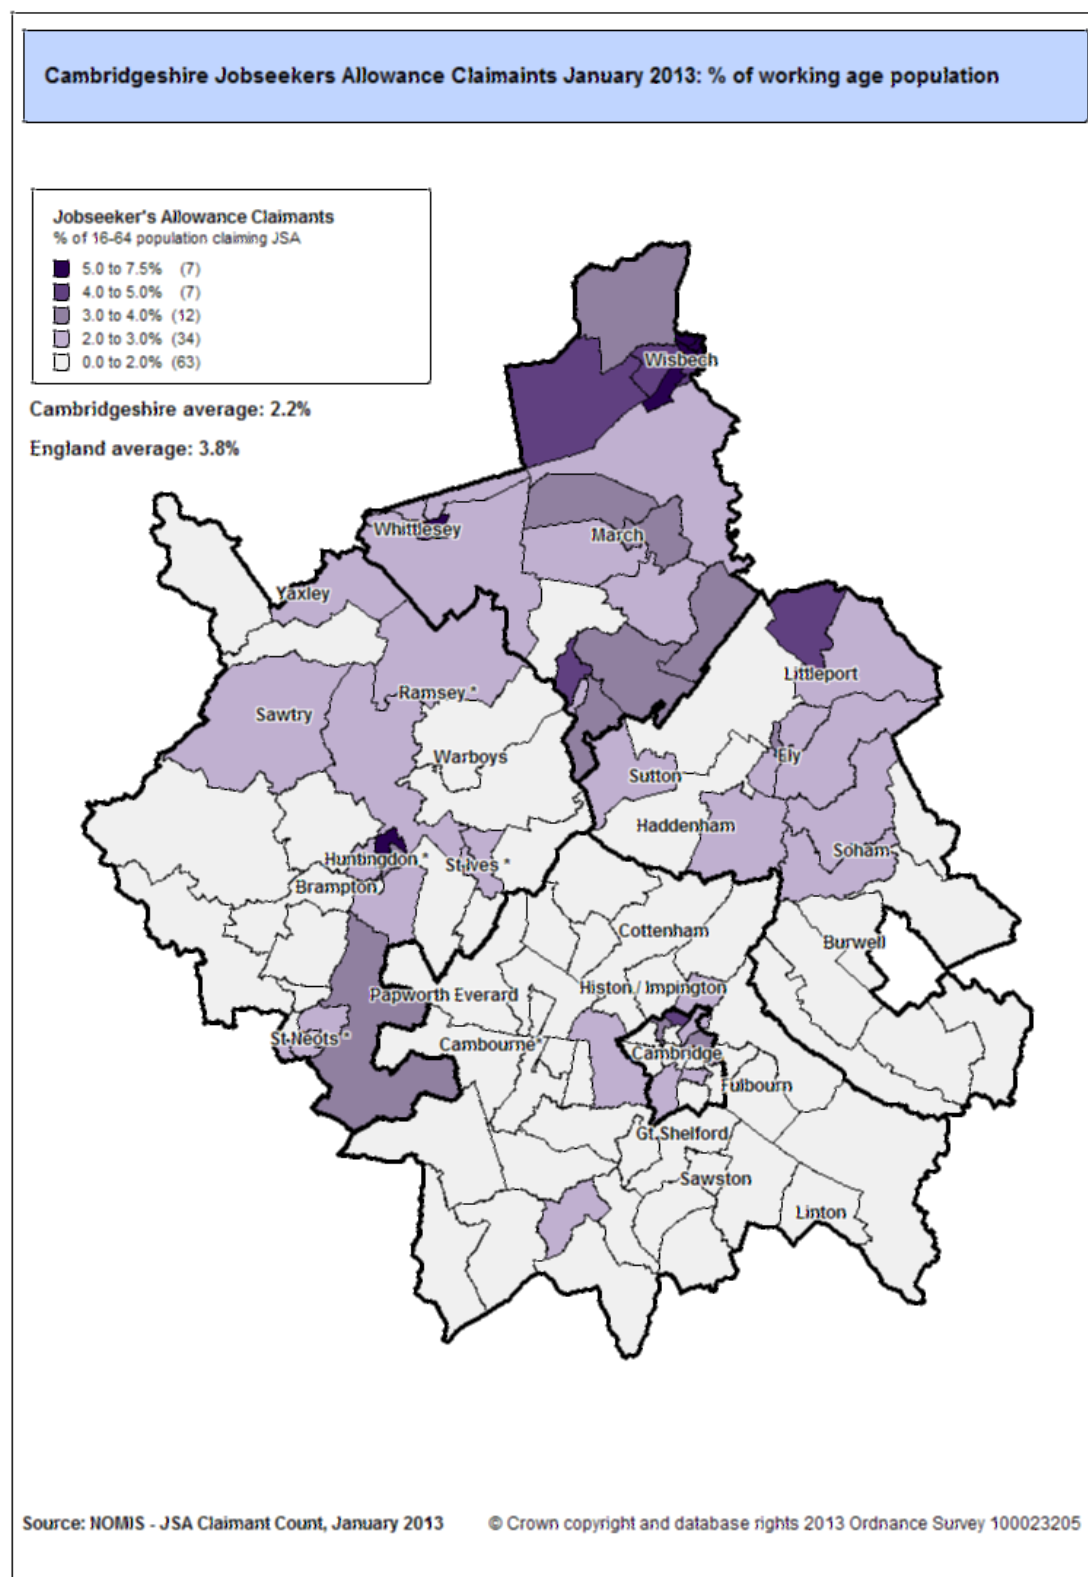 Cambridgeshire Jobseekers Allowance Claimaints January 2013: % of working age population
Jobseeker's Allowance Claimants
% of 16-64 population claiming JSA
5.0 to 7.5% (7)
4.0 to 5.0% (7)
3.0 to 4.0% (12)
2.0 to 3.0% (34)
0.0 to 2.0% (63)
Cambridgeshire average: 2.2%
England average: 3.8%
Wisbech
Whittlesey
March
Yaxley
Littleport
Ramsey *
Sawtry
Warboys
Ely
Sutton
Haddenham
Soham
Huntingdon *
St Ives *
Brampton
Cottenham
Burwell
Histon / Impington
Papworth Everard
St Neots *
Cambourne*
Cambridge
Fulbourn
Gt.Shelford
Sawston
Linton
Source: NOMIS - JSA Claimant Count, January 2013
© Crown copyright and database rights 2013 Ordnance Survey 100023205